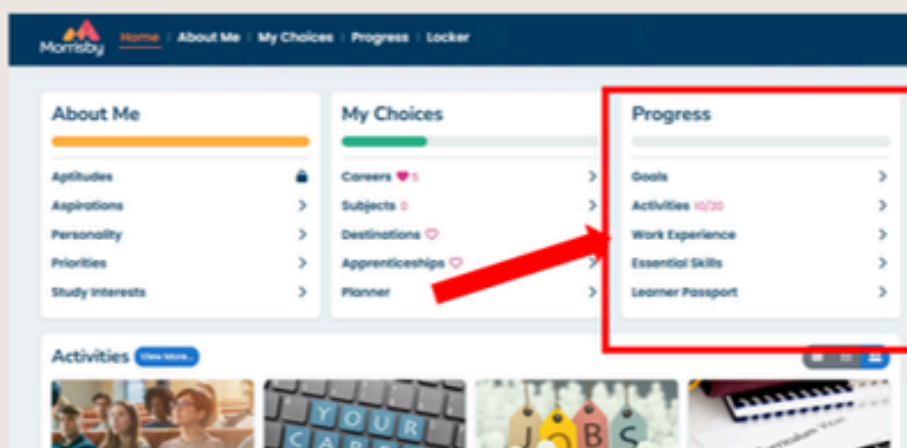 Morrisby Home About Me My Choices Progress Locker
About Me
Aptitudes
Aspirations
Personality
Priorities
Study Interests
My Choices
Careers 5
Subjects 0
Destinations
Apprenticeships
Planner
Progress
Goals
Activities 10/20
Work Experience
Essential Skills
Learner Passport
Activities View More...
YOUR
JOBS